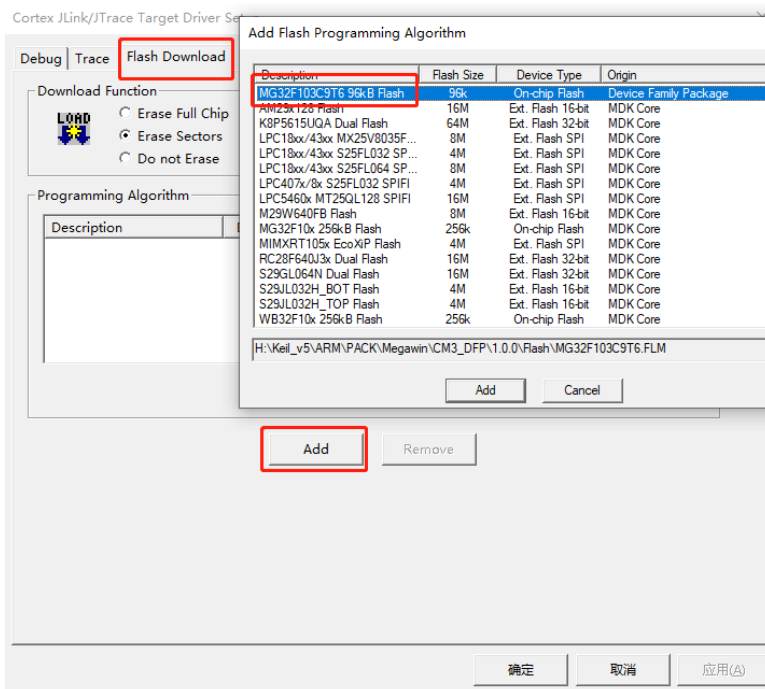 Cortex JLink/JTrace Target Driver Se
Debug Trace Flash Download
Download Function
LOAD
Erase Full Chip
Erase Sectors
Do not Erase
Programming Algorithm
Description
Add Flash Programming Algorithm
Description Flash Size Device Type Origin
MG32F103C9T6 96kB Flash 96k On-chip Flash Device Family Package
AM29x128 Flash 16M Ext. Flash 16-bit MDK Core
K8P5615UQA Dual Flash 64M Ext. Flash 32-bit MDK Core
LPC18xx/43xx MX25V8035F... 8M Ext. Flash SPI MDK Core
LPC18xx/43xx S25FL032 SP... 4M Ext. Flash SPI MDK Core
LPC18xx/43xx S25FL064 SP... 8M Ext. Flash SPI MDK Core
LPC407x/8x S25FL032 SPIFI 4M Ext. Flash SPI MDK Core
LPC5460x MT25QL128 SPIFI 16M Ext. Flash SPI MDK Core
M29W640FB Flash 8M Ext. Flash 16-bit MDK Core
MG32F10x 256kB Flash 256k On-chip Flash MDK Core
MIMXRT105x EcoXiP Flash 4M Ext. Flash SPI MDK Core
RC28F640J3x Dual Flash 16M Ext. Flash 32-bit MDK Core
S29GL064N Dual Flash 16M Ext. Flash 32-bit MDK Core
S29JL032H_BOT Flash 4M Ext. Flash 16-bit MDK Core
S29JL032H_TOP Flash 4M Ext. Flash 16-bit MDK Core
WB32F10x 256kB Flash 256k On-chip Flash MDK Core
H:\Keil_v5\ARM\PACK\Megawin\CM3_DFP\1.0.0\Flash\MG32F103C9T6.FLM
Add Cancel
Add Remove
确定 取消 应用(A)